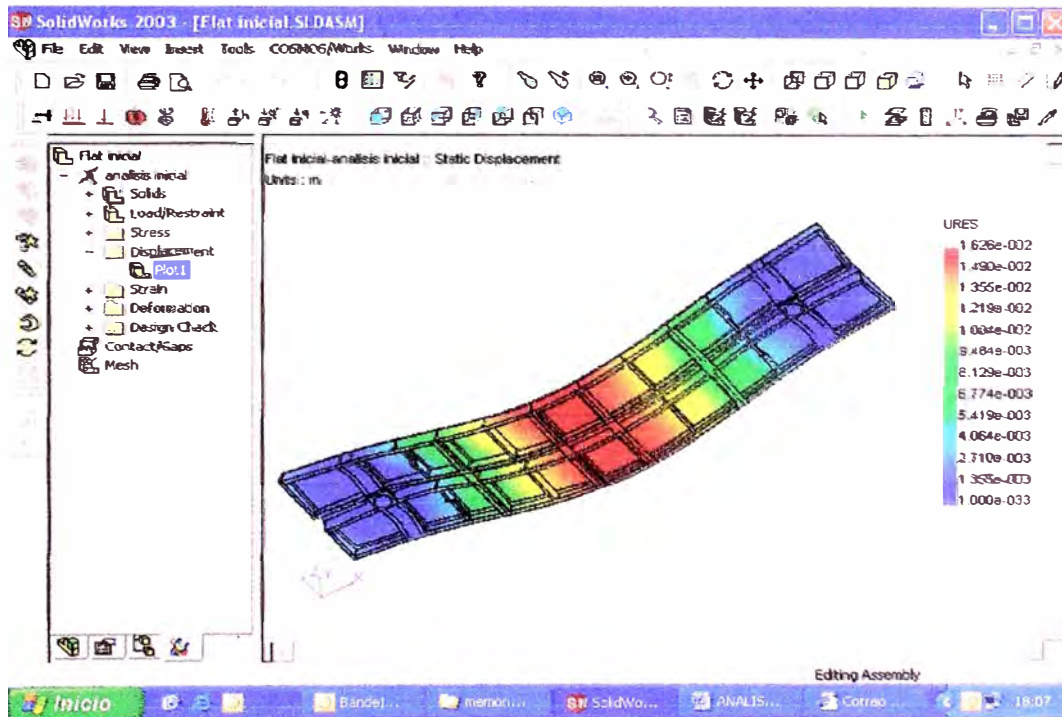 SolidWorks 2003 - [Flat inicial.SLDASM]
File Edit View Insert Tools COSMOS/Works Window Help
Flat inicial
analisis inicial
Solids
Load/Restraint
Stress
Displacement
Plot1
Strain
Deformation
Design Check
Contact/Gaps
Mesh
Flat inicial-analisis inicial :: Static Displacement
Units : m
URES
1.626e-002
1.490e-002
1.355e-002
1.219e-002
1.084e-002
9.484e-003
8.129e-003
6.774e-003
5.419e-003
4.064e-003
2.710e-003
1.355e-003
1.000e-033
Editing Assembly
Inicio
Bandej...
memori...
SolidWo...
ANALIS...
Correo ...
18:07